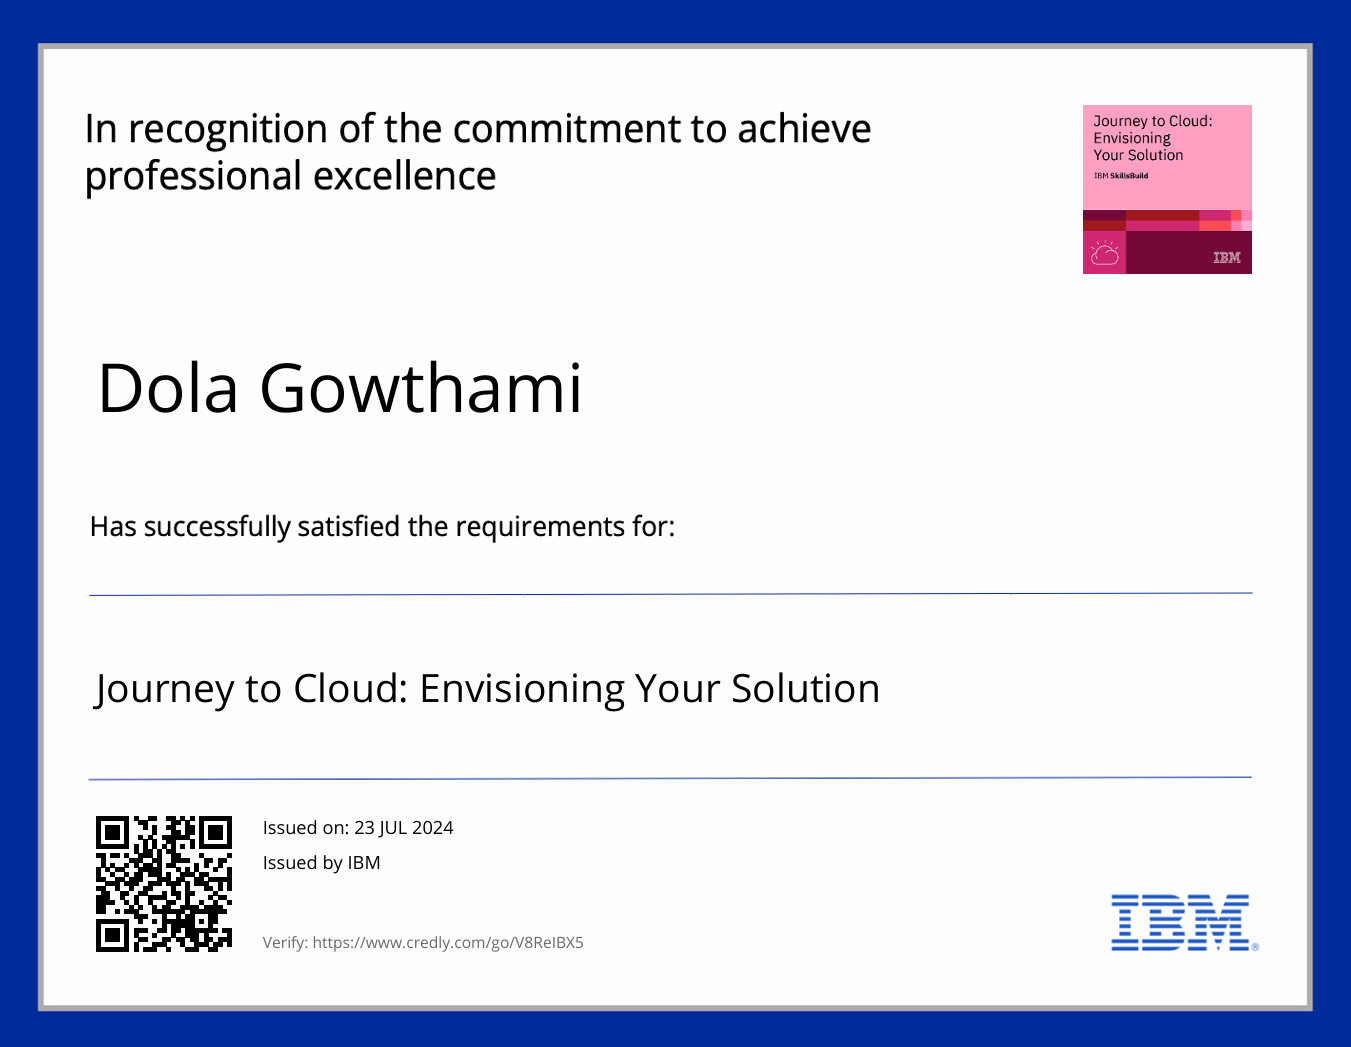 In recognition of the commitment to achieve
professional excellence
Journey to Cloud:
Envisioning
Your Solution
IBM SkillsBuild
IBM
Dola Gowthami
Has successfully satisfied the requirements for:
Journey to Cloud: Envisioning Your Solution
Issued on: 23 JUL 2024
Issued by IBM
Verify: https://www.credly.com/go/V8ReIBX5
IBM®